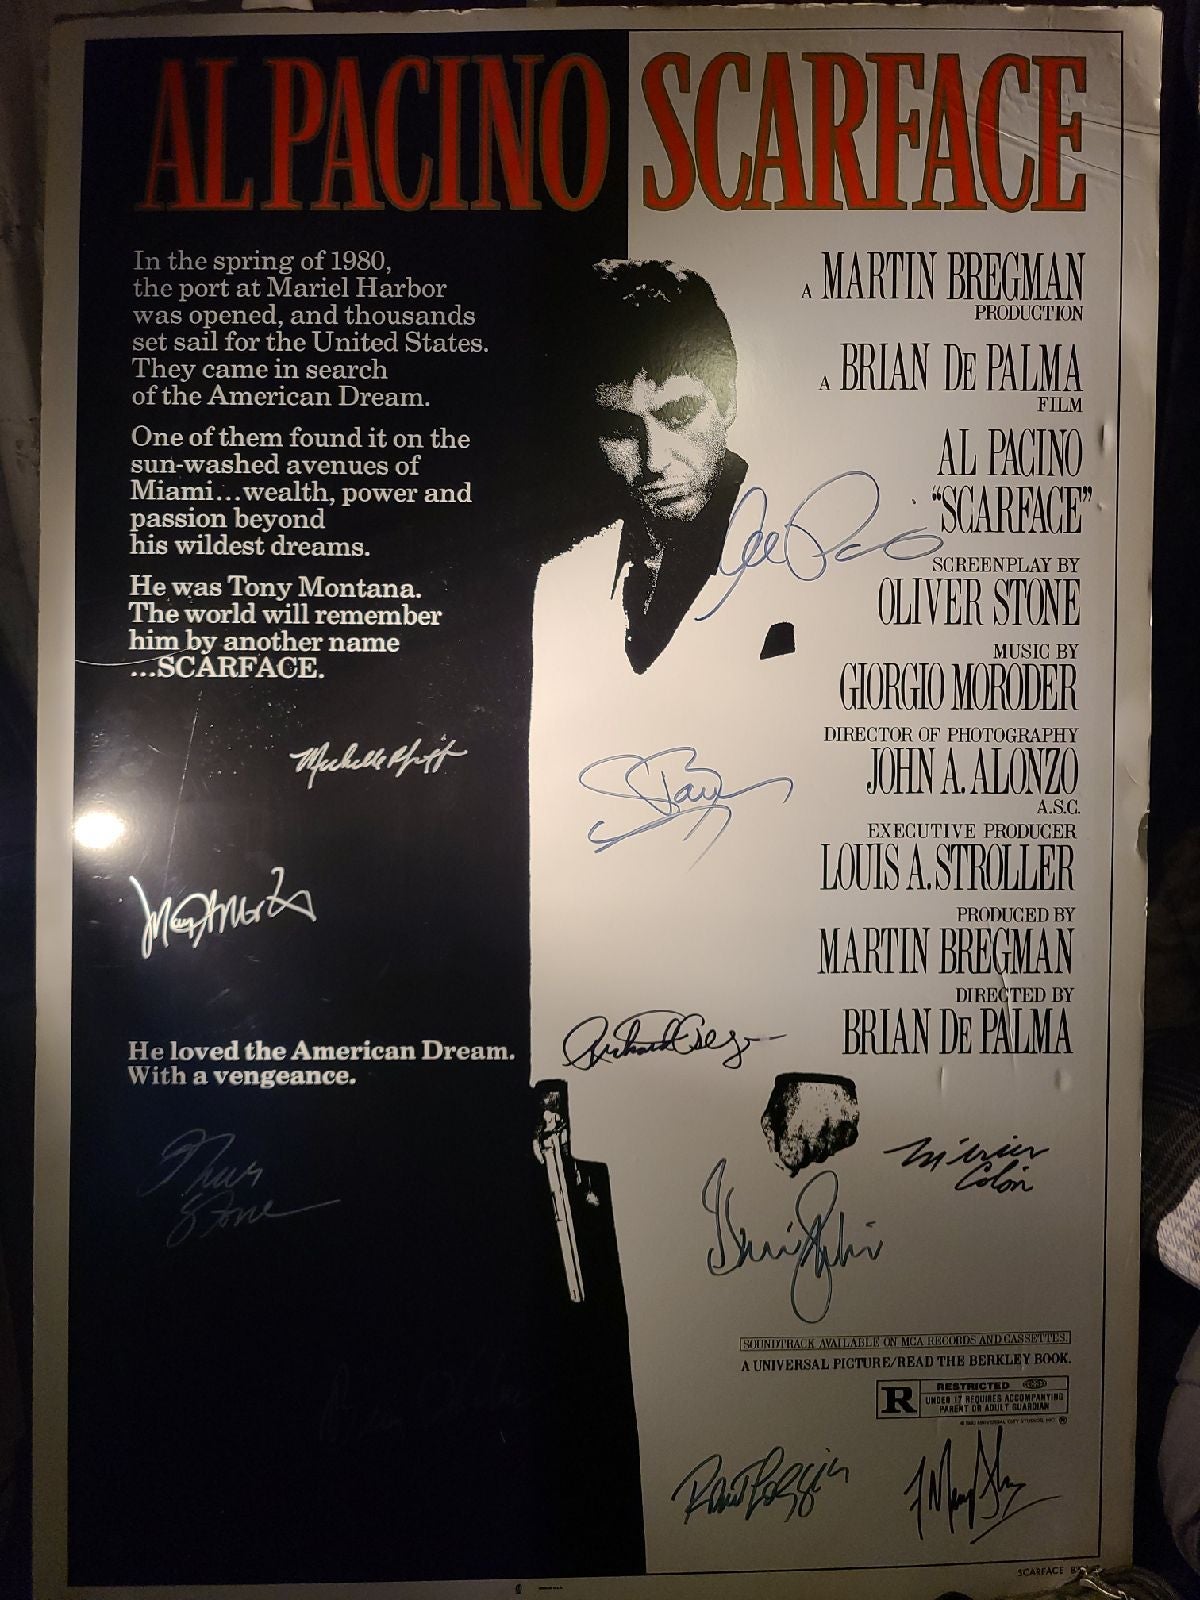 AL PACINO SCARFACE
In the spring of 1980,
the port at Mariel Harbor
was opened, and thousands
set sail for the United States.
They came in search
of the American Dream.
One of them found it on the
sun-washed avenues of
Miami...wealth, power and
passion beyond
his wildest dreams.
He was Tony Montana.
The world will remember
him by another name
...SCARFACE.
He loved the American Dream.
With a vengeance.
A MARTIN BREGMAN
PRODUCTION
A BRIAN DE PALMA
FILM
AL PACINO
"SCARFACE"
SCREENPLAY BY
OLIVER STONE
MUSIC BY
GIORGIO MORODER
DIRECTOR OF PHOTOGRAPHY
JOHN A. ALONZO
A.S.C.
EXECUTIVE PRODUCER
LOUIS A. STROLLER
PRODUCED BY
MARTIN BREGMAN
DIRECTED BY
BRIAN DE PALMA
Miriam
Colon
SOUNDTRACK AVAILABLE ON MCA RECORDS AND CASSETTES.
A UNIVERSAL PICTURE/READ THE BERKLEY BOOK.
R RESTRICTED
UNDER 17 REQUIRES ACCOMPANYING
PARENT OR ADULT GUARDIAN
SCARFACE